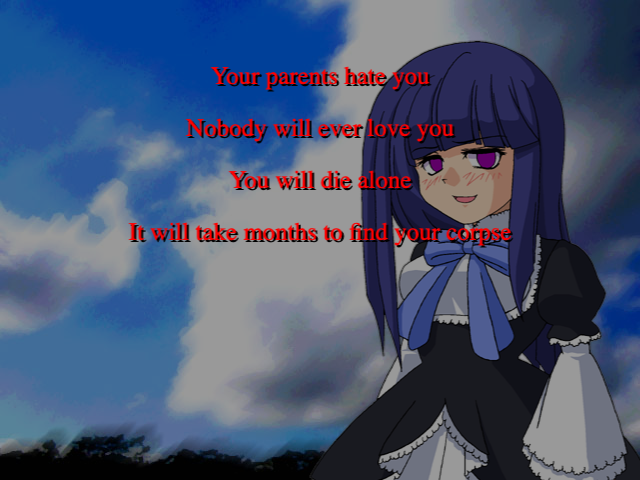 Your parents hate you
Nobody will ever love you
You will die alone
It will take months to find your corpse